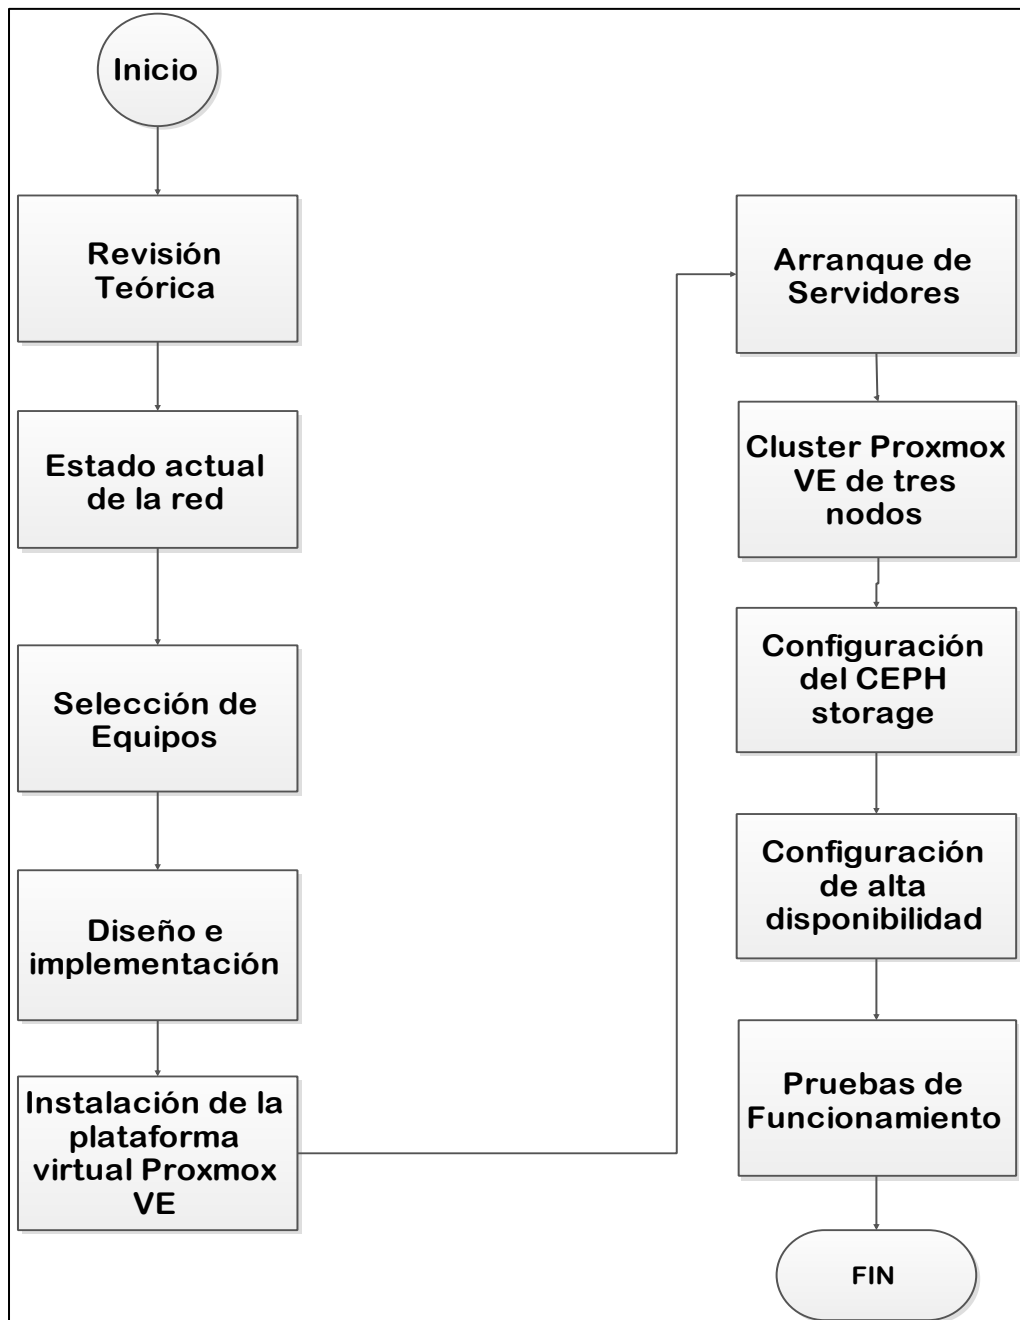 Inicio
Revisión
Teórica
Estado actual
de la red
Selección de
Equipos
Diseño e
implementación
Instalación de la
plataforma
virtual Proxmox
VE
Arranque de
Servidores
Cluster Proxmox
VE de tres
nodos
Configuración
del CEPH
storage
Configuración
de alta
disponibilidad
Pruebas de
Funcionamiento
FIN